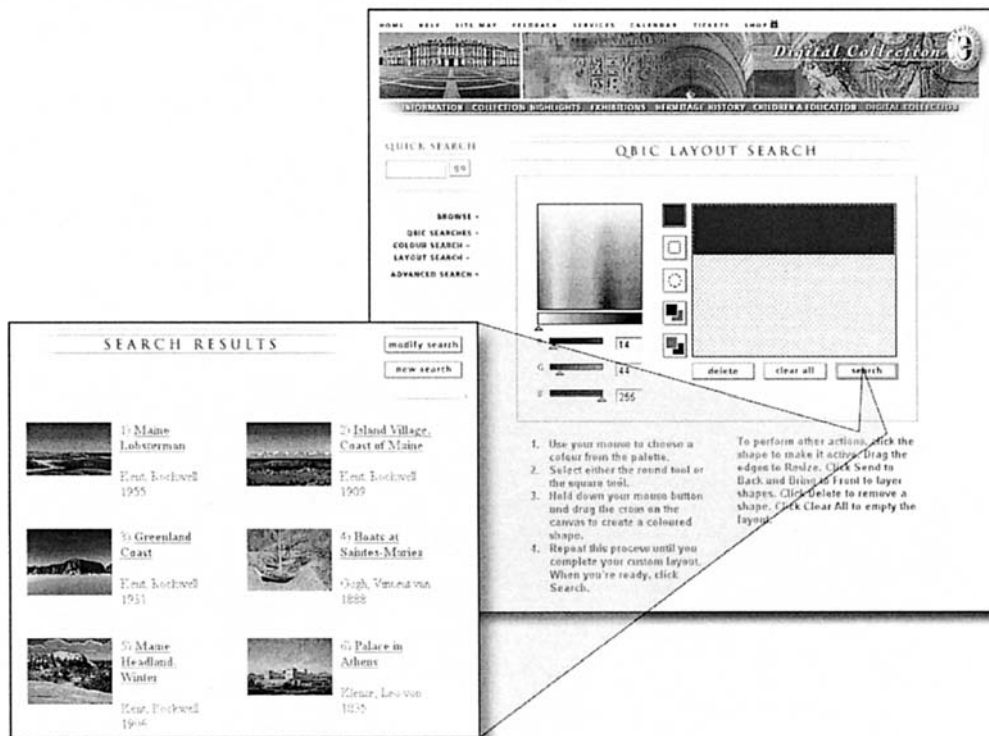 HOME HELP SITE MAP FEEDBACK SERVICES CALENDAR TICKETS SHOP
Digital Collection
INFORMATION COLLECTION HIGHLIGHTS EXHIBITIONS HERMITAGE HISTORY CHILDREN & EDUCATION DIGITAL COLLECTION
QUICK SEARCH
go
BROWSE
QBIC SEARCHES
COLOUR SEARCH
LAYOUT SEARCH
ADVANCED SEARCH
QBIC LAYOUT SEARCH
14
G 44
255
delete clear all search
1. Use your mouse to choose a
colour from the palette.
2. Select either the round tool or
the square tool.
3. Hold down your mouse button
and drag the cross on the
canvas to create a coloured
shape.
4. Repeat this process until you
complete your custom layout.
When you're ready, click
Search.
To perform other actions, click the
shape to make it active. Drag the
edges to Resize. Click Send to
Back and Bring to Front to layer
shapes. Click Delete to remove a
shape. Click Clear All to empty the
layout.
SEARCH RESULTS
modify search
new search
1) Maine
Lobsterman
Kent, Rockwell
1955
2) Island Village,
Coast of Maine
Kent, Rockwell
1909
3) Greenland
Coast
Kent, Rockwell
1931
4) Boats at
Saintes-Maries
Gogh, Vincent van
1888
5) Maine
Headland,
Winter
Kent, Rockwell
1906
6) Palace in
Athens
Klenze, Leo von
1835